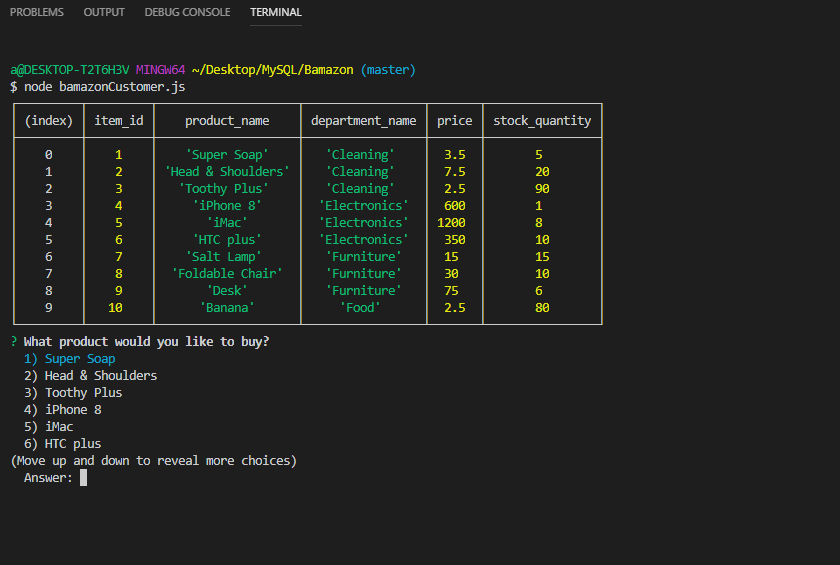 PROBLEMS OUTPUT DEBUG CONSOLE TERMINAL
a@DESKTOP-T2T6H3V MINGW64 ~/Desktop/MySQL/Bamazon (master)
$ node bamazonCustomer.js
(index) item_id product_name department_name price stock_quantity
0 1 'Super Soap' 'Cleaning' 3.5 5
1 2 'Head & Shoulders' 'Cleaning' 7.5 20
2 3 'Toothy Plus' 'Cleaning' 2.5 90
3 4 'iPhone 8' 'Electronics' 600 1
4 5 'iMac' 'Electronics' 1200 8
5 6 'HTC plus' 'Electronics' 350 10
6 7 'Salt Lamp' 'Furniture' 15 15
7 8 'Foldable Chair' 'Furniture' 30 10
8 9 'Desk' 'Furniture' 75 6
9 10 'Banana' 'Food' 2.5 80
? What product would you like to buy?
1) Super Soap
2) Head & Shoulders
3) Toothy Plus
4) iPhone 8
5) iMac
6) HTC plus
(Move up and down to reveal more choices)
Answer: